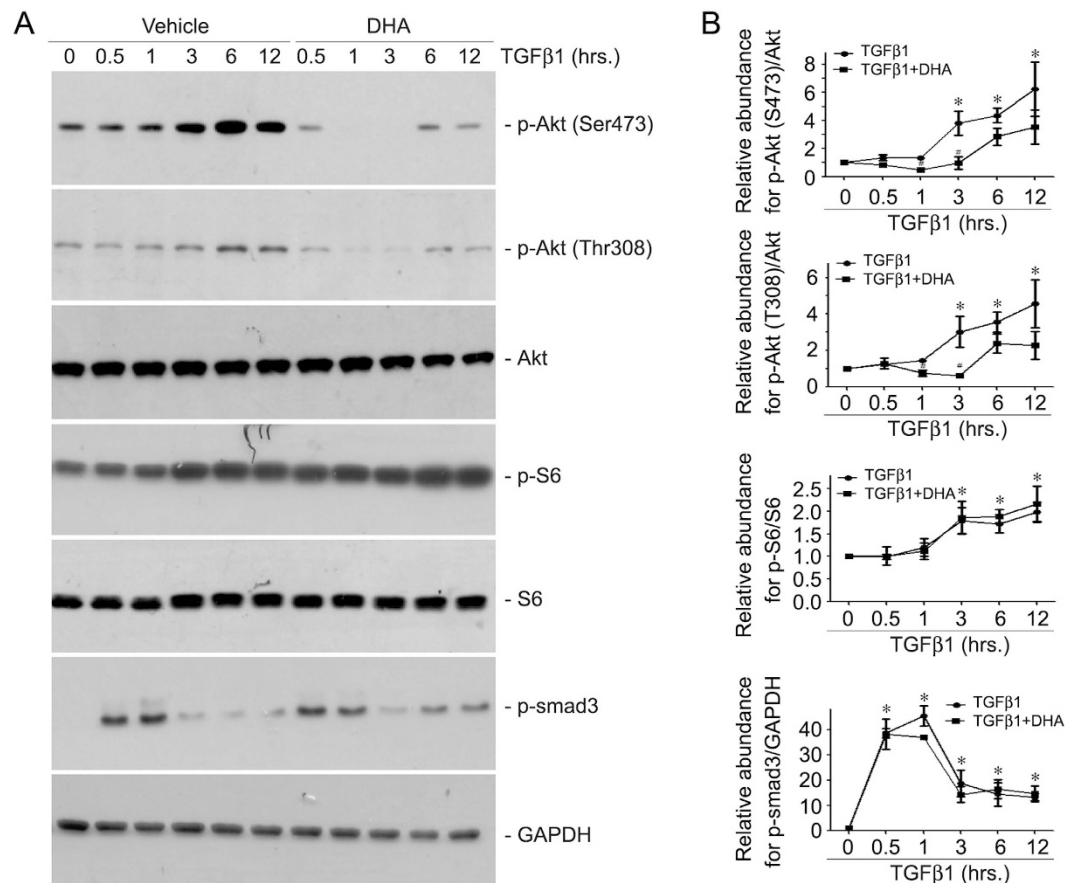 A
Vehicle DHA
0 0.5 1 3 6 12 0.5 1 3 6 12 TGFβ1 (hrs.)
- p-Akt (Ser473)
- p-Akt (Thr308)
- Akt
- p-S6
- S6
- p-smad3
- GAPDH
B
Relative abundance
for p-Akt (S473)/Akt
TGFβ1
TGFβ1+DHA
8
6
4
2
0
* * *
# #
0 0.5 1 3 6 12
TGFβ1 (hrs.)
Relative abundance
for p-Akt (T308)/Akt
TGFβ1
TGFβ1+DHA
6
4
2
0
* * *
# #
0 0.5 1 3 6 12
TGFβ1 (hrs.)
Relative abundance
for p-S6/S6
TGFβ1
TGFβ1+DHA
2.5
2.0
1.5
1.0
0.5
0.0
* * *
0 0.5 1 3 6 12
TGFβ1 (hrs.)
Relative abundance
for p-smad3/GAPDH
TGFβ1
TGFβ1+DHA
40
30
20
10
0
* * * * *
0 0.5 1 3 6 12
TGFβ1 (hrs.)